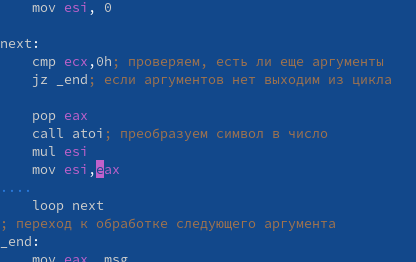 mov esi, 0
next:
cmp ecx,0h; проверяем, есть ли еще аргументы
jz _end; если аргументов нет выходим из цикла
pop eax
call atoi; преобразуем символ в число
mul esi
mov esi,eax
....
loop next
; переход к обработке следующего аргумента
_end:
mov eax, msg